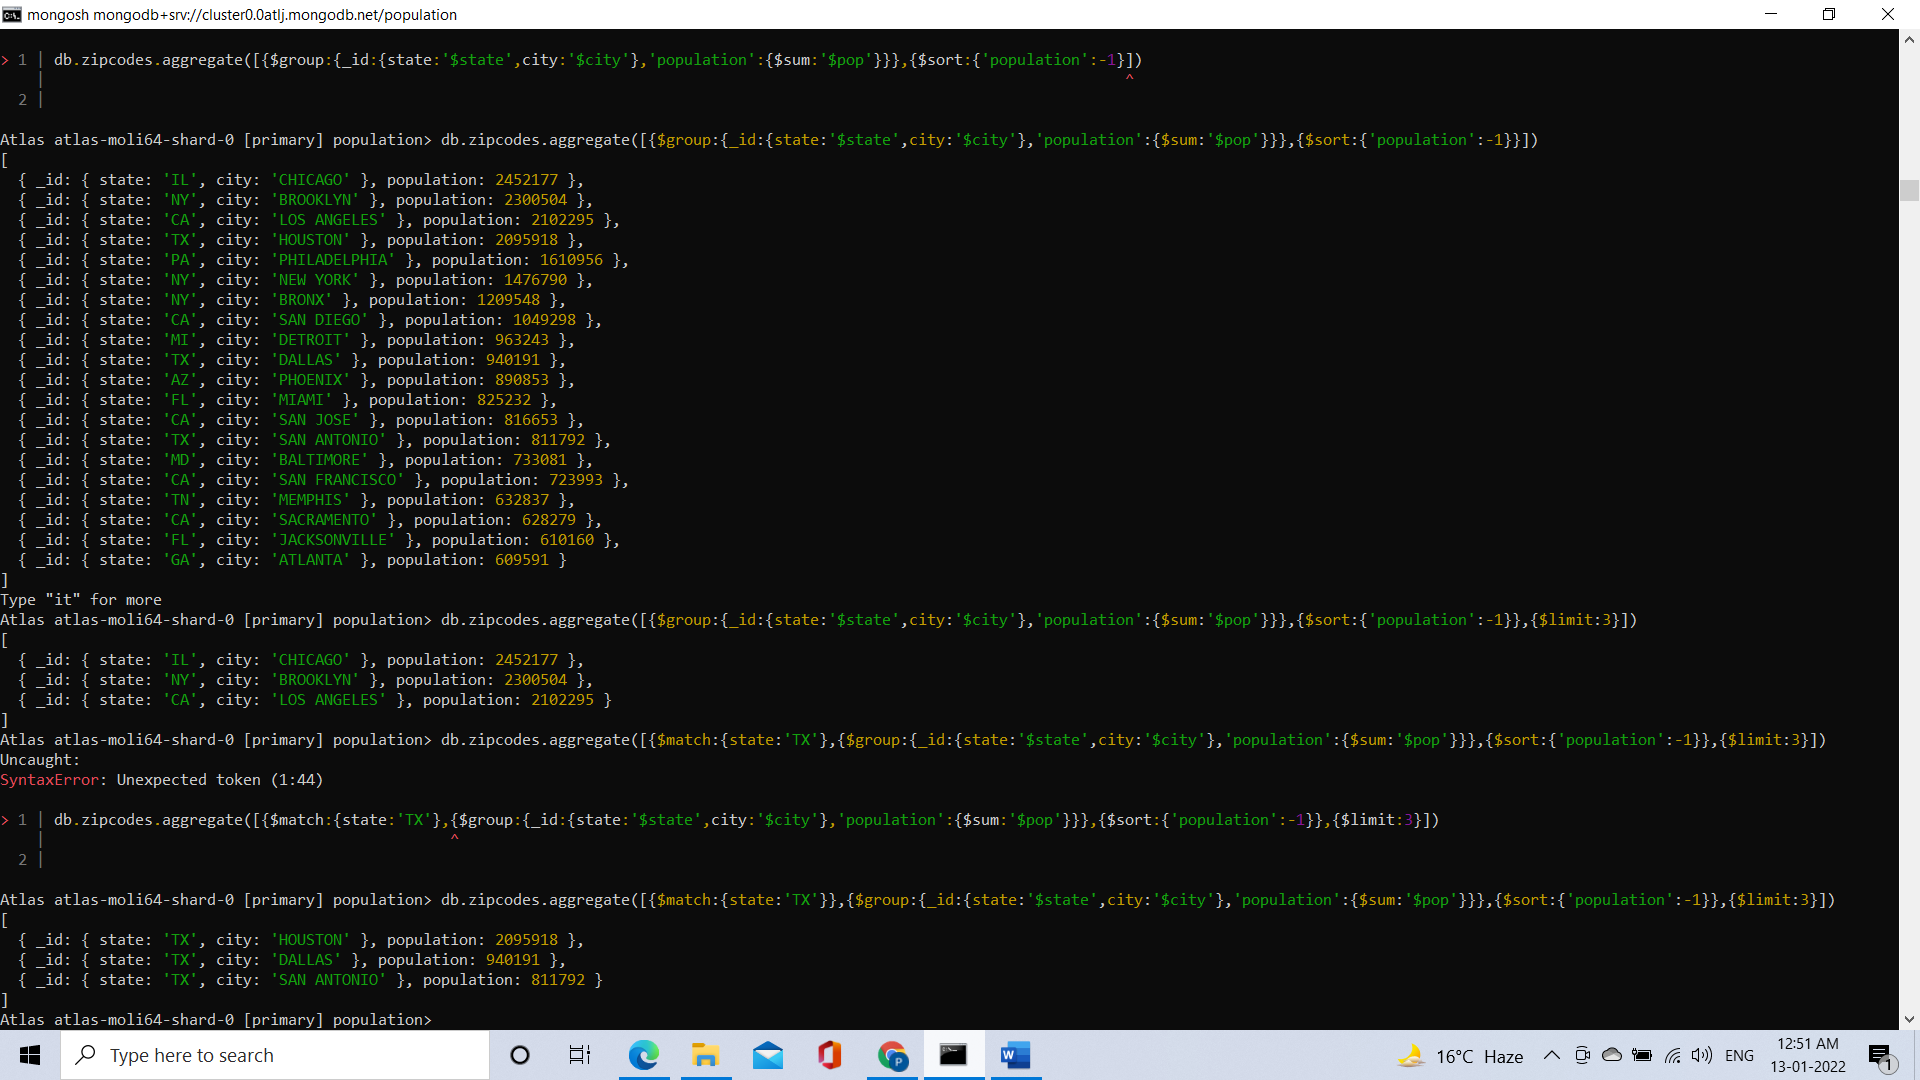 mongosh mongodb+srv://cluster0.0atlj.mongodb.net/population
> 1 | db.zipcodes.aggregate([{$group:{_id:{state:'$state',city:'$city'},'population':{$sum:'$pop'}}},{$sort:{'population':-1}])
| ^
2 |
Atlas atlas-moli64-shard-0 [primary] population> db.zipcodes.aggregate([{$group:{_id:{state:'$state',city:'$city'},'population':{$sum:'$pop'}}},{$sort:{'population':-1}}])
[
{ _id: { state: 'IL', city: 'CHICAGO' }, population: 2452177 },
{ _id: { state: 'NY', city: 'BROOKLYN' }, population: 2300504 },
{ _id: { state: 'CA', city: 'LOS ANGELES' }, population: 2102295 },
{ _id: { state: 'TX', city: 'HOUSTON' }, population: 2095918 },
{ _id: { state: 'PA', city: 'PHILADELPHIA' }, population: 1610956 },
{ _id: { state: 'NY', city: 'NEW YORK' }, population: 1476790 },
{ _id: { state: 'NY', city: 'BRONX' }, population: 1209548 },
{ _id: { state: 'CA', city: 'SAN DIEGO' }, population: 1049298 },
{ _id: { state: 'MI', city: 'DETROIT' }, population: 963243 },
{ _id: { state: 'TX', city: 'DALLAS' }, population: 940191 },
{ _id: { state: 'AZ', city: 'PHOENIX' }, population: 890853 },
{ _id: { state: 'FL', city: 'MIAMI' }, population: 825232 },
{ _id: { state: 'CA', city: 'SAN JOSE' }, population: 816653 },
{ _id: { state: 'TX', city: 'SAN ANTONIO' }, population: 811792 },
{ _id: { state: 'MD', city: 'BALTIMORE' }, population: 733081 },
{ _id: { state: 'CA', city: 'SAN FRANCISCO' }, population: 723993 },
{ _id: { state: 'TN', city: 'MEMPHIS' }, population: 632837 },
{ _id: { state: 'CA', city: 'SACRAMENTO' }, population: 628279 },
{ _id: { state: 'FL', city: 'JACKSONVILLE' }, population: 610160 },
{ _id: { state: 'GA', city: 'ATLANTA' }, population: 609591 }
]
Type "it" for more
Atlas atlas-moli64-shard-0 [primary] population> db.zipcodes.aggregate([{$group:{_id:{state:'$state',city:'$city'},'population':{$sum:'$pop'}}},{$sort:{'population':-1}},{$limit:3}])
[
{ _id: { state: 'IL', city: 'CHICAGO' }, population: 2452177 },
{ _id: { state: 'NY', city: 'BROOKLYN' }, population: 2300504 },
{ _id: { state: 'CA', city: 'LOS ANGELES' }, population: 2102295 }
]
Atlas atlas-moli64-shard-0 [primary] population> db.zipcodes.aggregate([{$match:{state:'TX'},{$group:{_id:{state:'$state',city:'$city'},'population':{$sum:'$pop'}}},{$sort:{'population':-1}},{$limit:3}])
Uncaught:
SyntaxError: Unexpected token (1:44)
> 1 | db.zipcodes.aggregate([{$match:{state:'TX'},{$group:{_id:{state:'$state',city:'$city'},'population':{$sum:'$pop'}}},{$sort:{'population':-1}},{$limit:3}])
| ^
2 |
Atlas atlas-moli64-shard-0 [primary] population> db.zipcodes.aggregate([{$match:{state:'TX'}},{$group:{_id:{state:'$state',city:'$city'},'population':{$sum:'$pop'}}},{$sort:{'population':-1}},{$limit:3}])
[
{ _id: { state: 'TX', city: 'HOUSTON' }, population: 2095918 },
{ _id: { state: 'TX', city: 'DALLAS' }, population: 940191 },
{ _id: { state: 'TX', city: 'SAN ANTONIO' }, population: 811792 }
]
Atlas atlas-moli64-shard-0 [primary] population>
Type here to search
16°C Haze
ENG
12:51 AM
13-01-2022
1